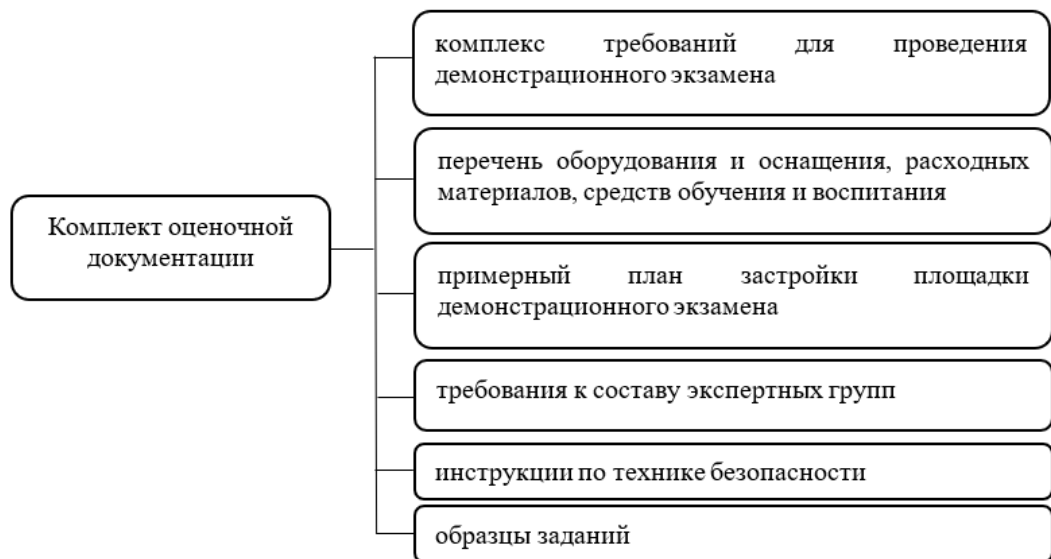 Комплект оценочной
документации
комплекс требований для проведения
демонстрационного экзамена
перечень оборудования и оснащения, расходных
материалов, средств обучения и воспитания
примерный план застройки площадки
демонстрационного экзамена
требования к составу экспертных групп
инструкции по технике безопасности
образцы заданий